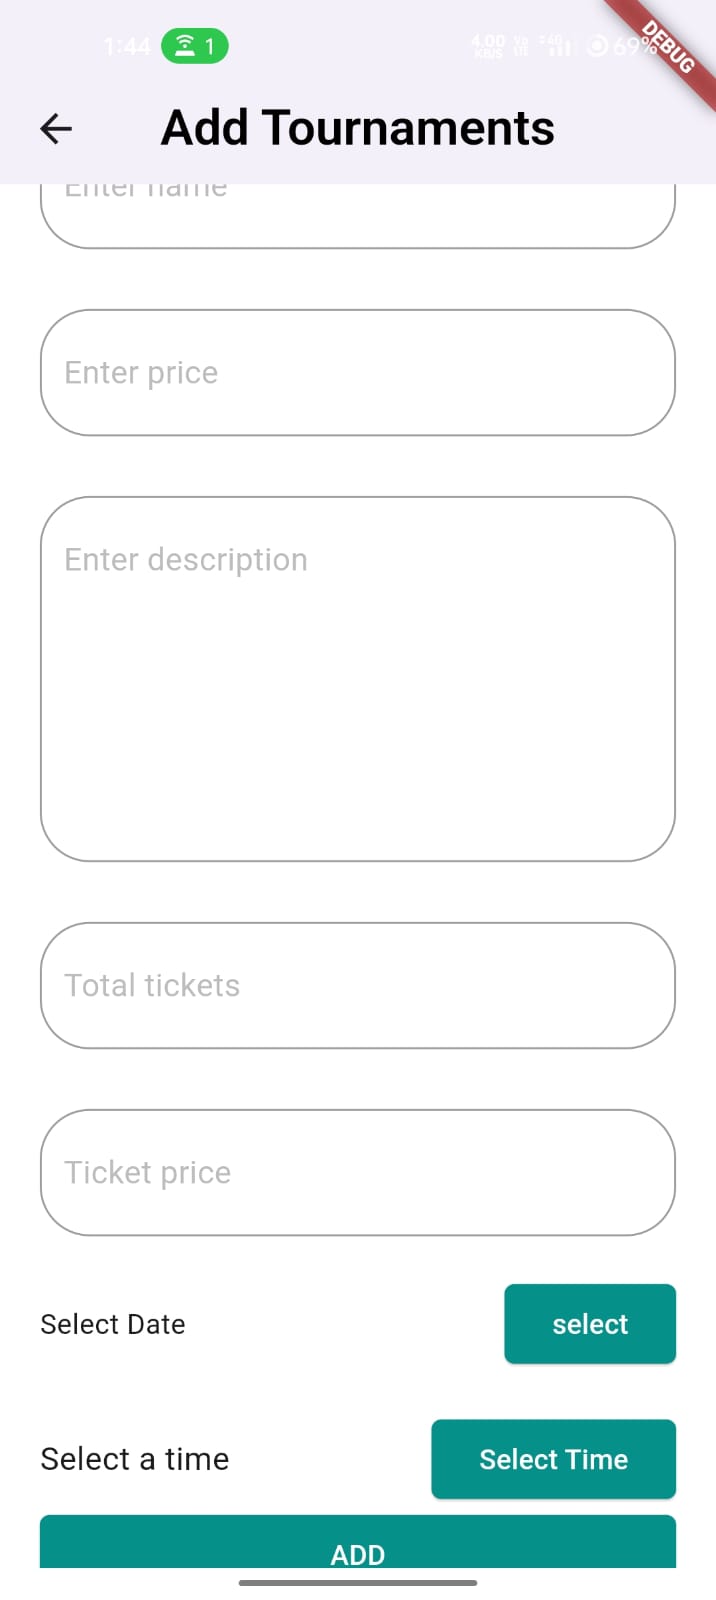 1:44 1 4.00 KB/S Vo LTE 4G 69%
DEBUG
Add Tournaments
Enter name
Enter price
Enter description
Total tickets
Ticket price
Select Date select
Select a time Select Time
ADD